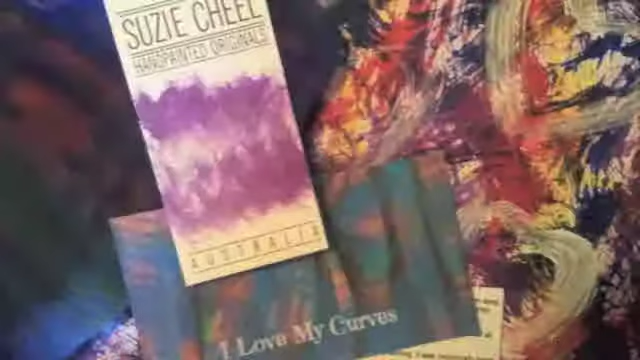 SUZIE CHEEL
HANDPAINTED ORIGINALS
AUSTRALIA
I Love My Curves